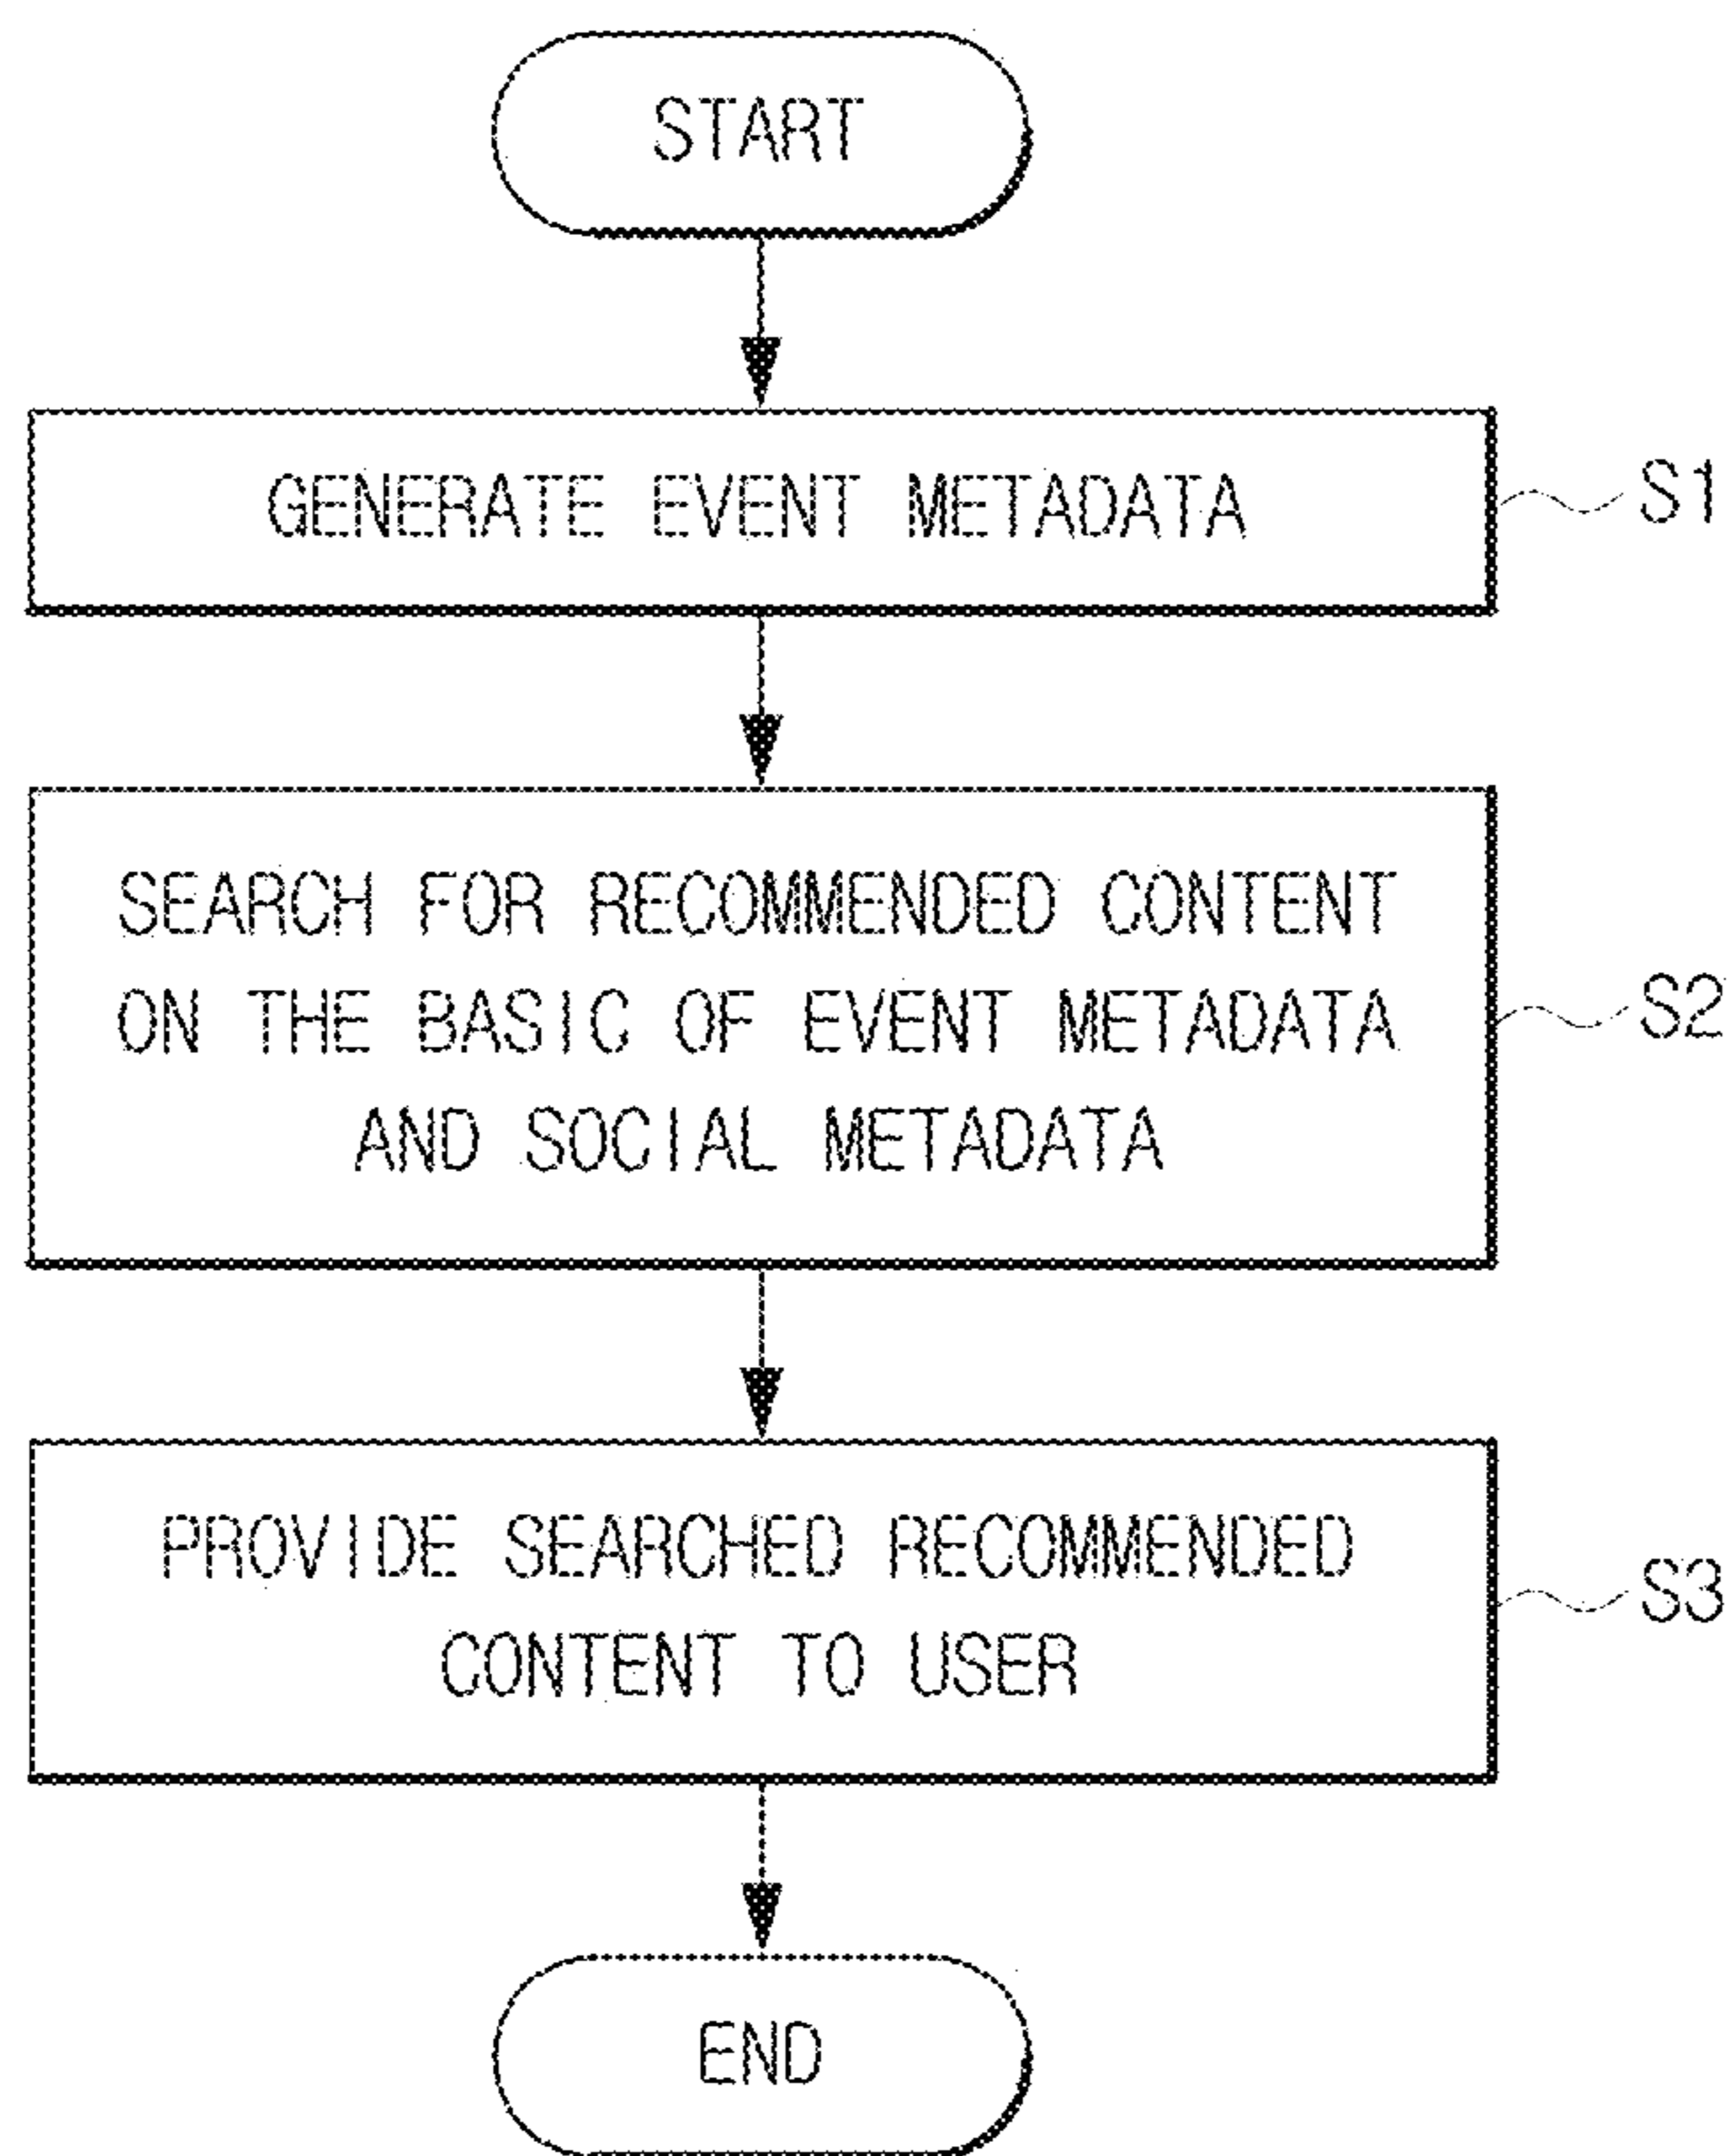 START
GENERATE EVENT METADATA
S1
SEARCH FOR RECOMMENDED CONTENT
ON THE BASIC OF EVENT METADATA
AND SOCIAL METADATA
S2
PROVIDE SEARCHED RECOMMENDED
CONTENT TO USER
S3
END